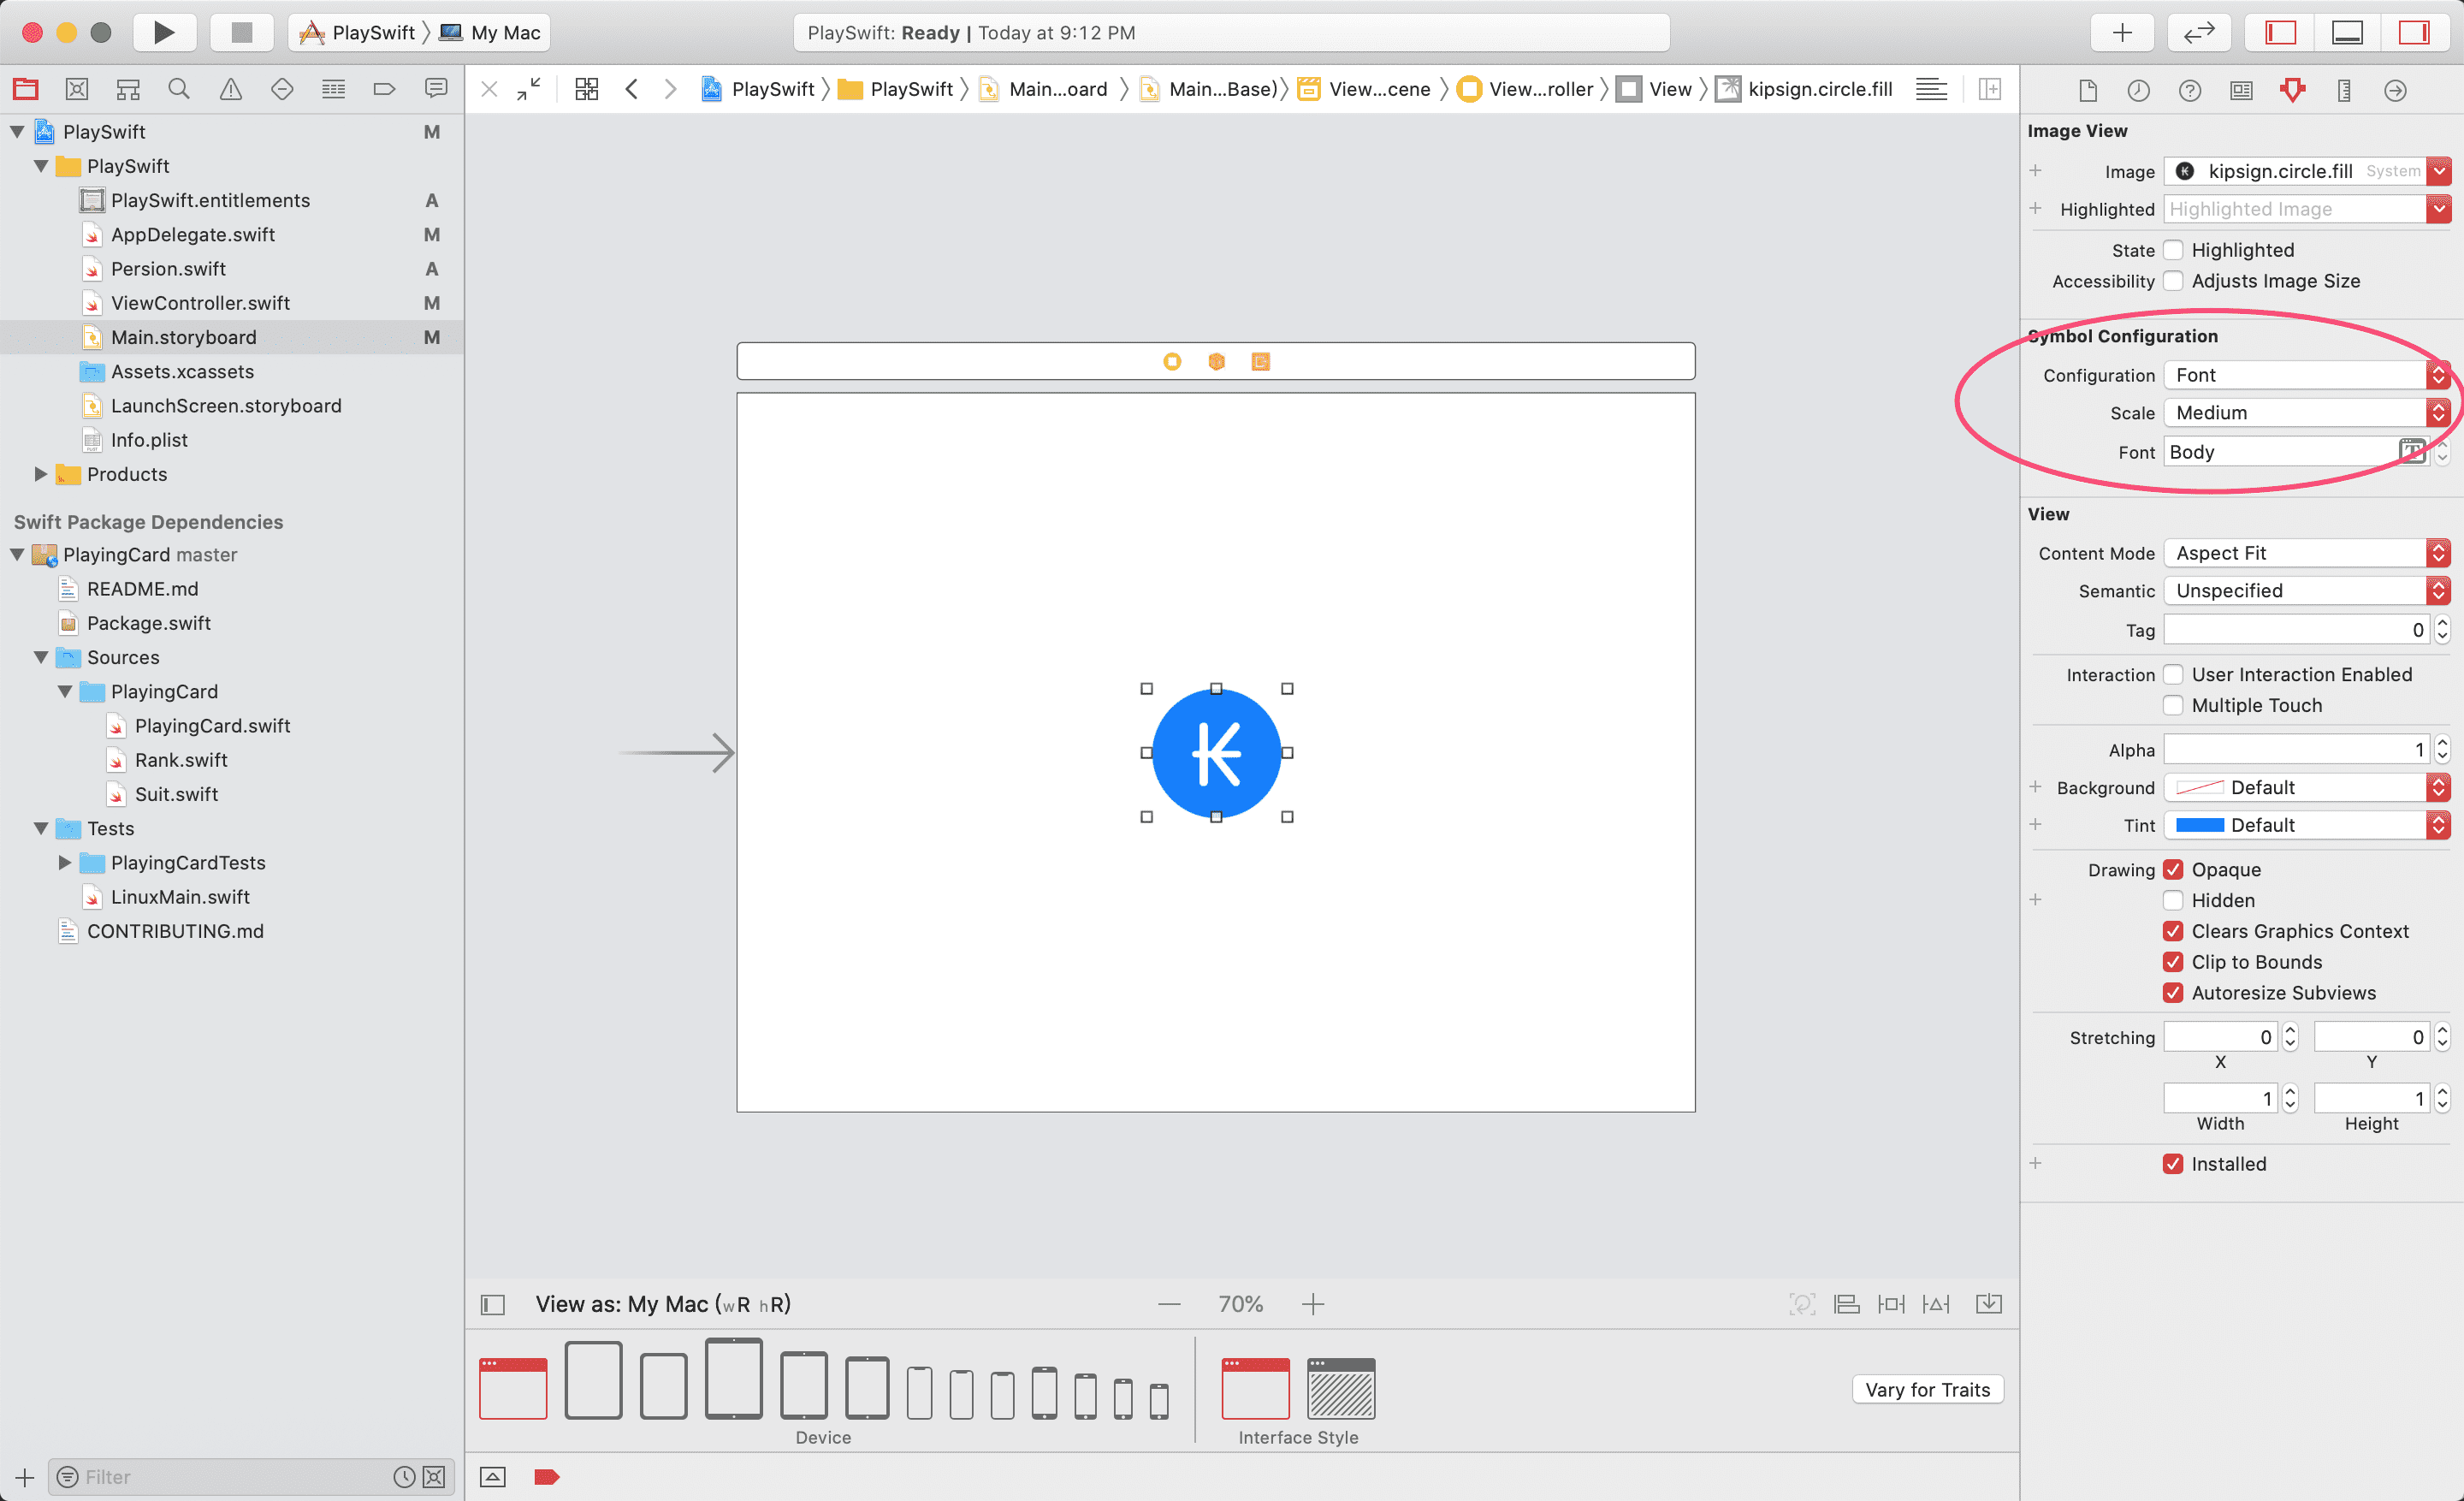 PlaySwift My Mac
PlaySwift: Ready | Today at 9:12 PM
PlaySwift PlaySwift Main...oard Main...Base) View...cene View...roller View kipsign.circle.fill
PlaySwift M
PlaySwift
PlaySwift.entitlements A
AppDelegate.swift M
Persion.swift A
ViewController.swift M
Main.storyboard M
Assets.xcassets
LaunchScreen.storyboard
Info.plist
Products
Swift Package Dependencies
PlayingCard master
README.md
Package.swift
Sources
PlayingCard
PlayingCard.swift
Rank.swift
Suit.swift
Tests
PlayingCardTests
LinuxMain.swift
CONTRIBUTING.md
Filter
View as: My Mac (wR hR)
70%
Device
Interface Style
Vary for Traits
Image View
Image kipsign.circle.fill System
Highlighted Highlighted Image
State Highlighted
Accessibility Adjusts Image Size
Symbol Configuration
Configuration Font
Scale Medium
Font Body
View
Content Mode Aspect Fit
Semantic Unspecified
Tag 0
Interaction User Interaction Enabled
Multiple Touch
Alpha 1
Background Default
Tint Default
Drawing Opaque
Hidden
Clears Graphics Context
Clip to Bounds
Autoresize Subviews
Stretching 0 0
X Y
1 1
Width Height
Installed